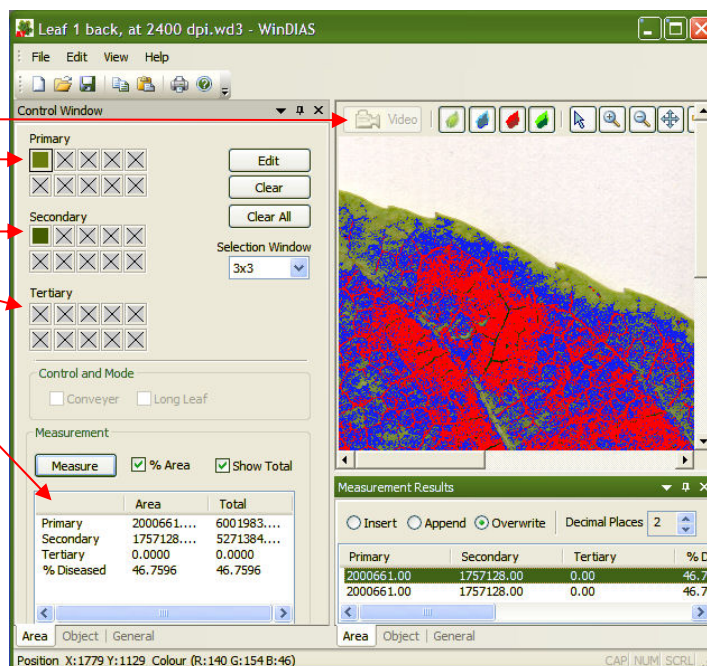 Leaf 1 back, at 2400 dpi.wd3 - WinDIAS
File Edit View Help
Control Window
Video
Primary
Edit
Clear
Secondary
Clear All
Selection Window
3x3
Tertiary
Control and Mode
Conveyer Long Leaf
Measurement
Measure % Area Show Total
Area Total
Primary 2000661.... 6001983....
Secondary 1757128.... 5271384....
Tertiary 0.0000 0.0000
% Diseased 46.7596 46.7596
Area Object General
Measurement Results
Insert Append Overwrite Decimal Places 2
Primary Secondary Tertiary % D
2000661.00 1757128.00 0.00 46.7
2000661.00 1757128.00 0.00 46.7
Area Object General
Position X:1779 Y:1129 Colour (R:140 G:154 B:46) CAP NUM SCRL